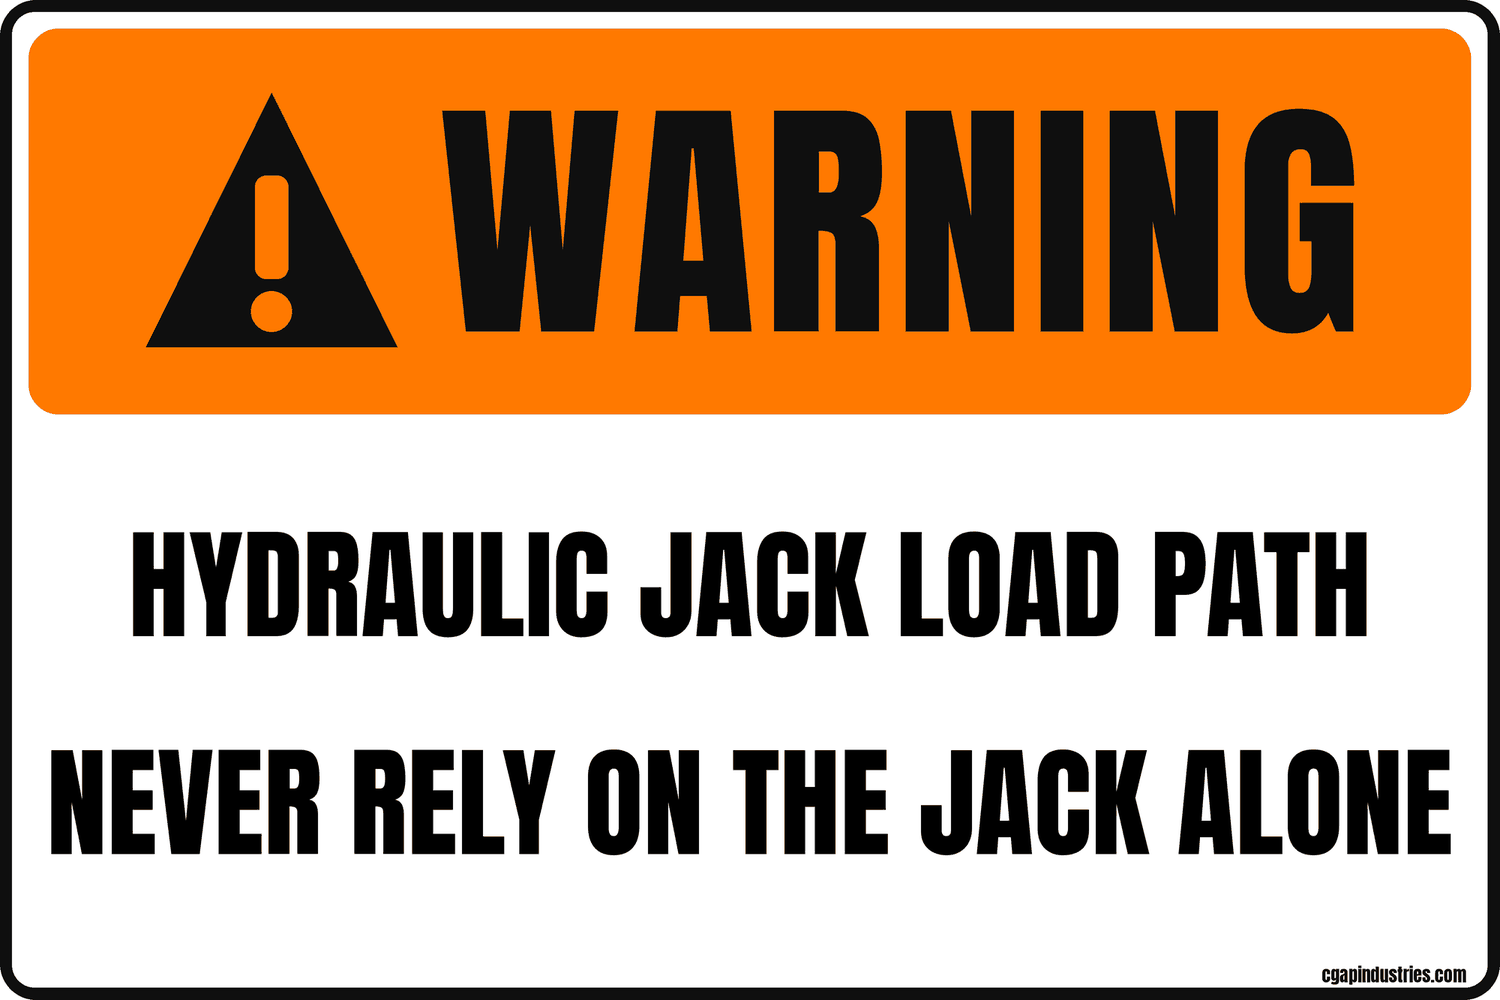 WARNING
HYDRAULIC JACK LOAD PATH
NEVER RELY ON THE JACK ALONE
cgapindustries.com